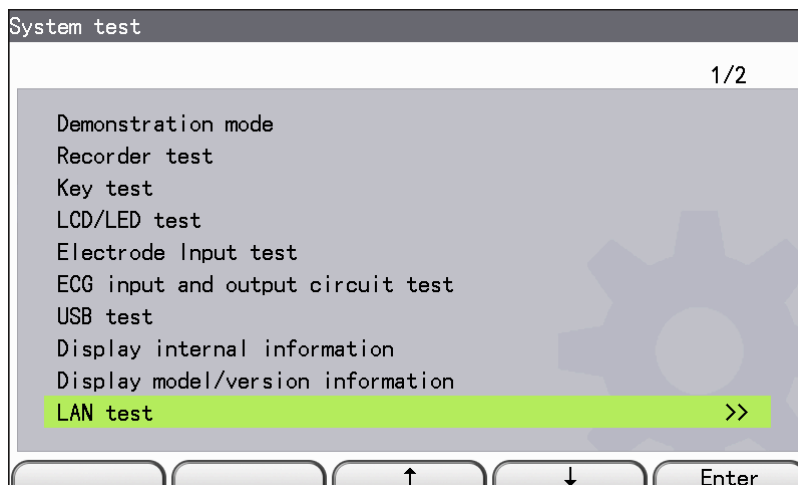 System test
1/2
Demonstration mode
Recorder test
Key test
LCD/LED test
Electrode Input test
ECG input and output circuit test
USB test
Display internal information
Display model/version information
LAN test >>
↑ ↓ Enter